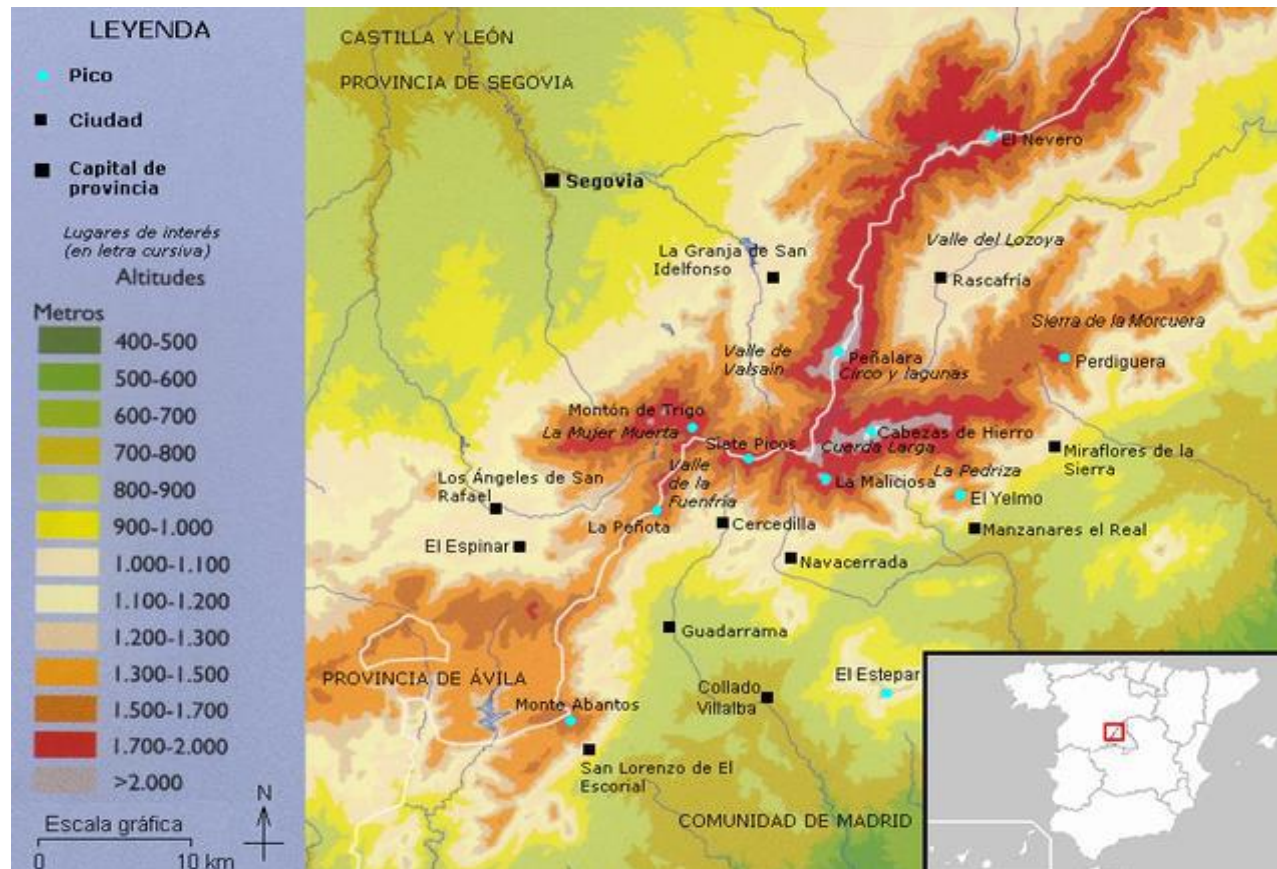 LEYENDA
Pico
Ciudad
Capital de
provincia
Lugares de interés
(en letra cursiva)
Altitudes
Metros
400-500
500-600
600-700
700-800
800-900
900-1.000
1.000-1.100
1.100-1.200
1.200-1.300
1.300-1.500
1.500-1.700
1.700-2.000
>2.000
Escala gráfica
0 10 km
N
CASTILLA Y LEÓN
PROVINCIA DE SEGOVIA
El Nevero
Segovia
La Granja de San
Idelfonso
Valle del Lozoya
Rascafría
Sierra de la Morcuera
Valle de
Valsaín
Peñalara
Circo y lagunas
Perdiguera
Montón de Trigo
La Mujer Muerta
Siete Picos
Cabezas de Hierro
Cuerda Larga
Miraflores de la
Sierra
Valle
de la
Fuenfría
La Pedriza
La Maliciosa
El Yelmo
Los Ángeles de San
Rafael
La Peñota
Cercedilla
Manzanares el Real
El Espinar
Navacerrada
Guadarrama
PROVINCIA DE ÁVILA
Collado
Villalba
El Estepar
Monte Abantos
San Lorenzo de El
Escorial
COMUNIDAD DE MADRID